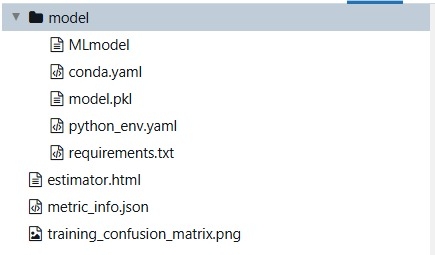 model
MLmodel
conda.yaml
model.pkl
python_env.yaml
requirements.txt
estimator.html
metric_info.json
training_confusion_matrix.png